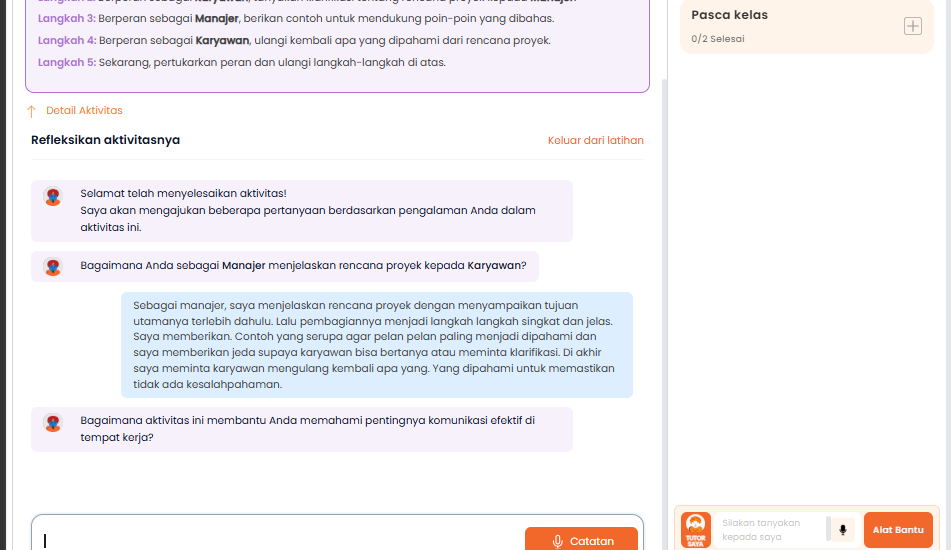 Langkah 3: Berperan sebagai Manajer, berikan contoh untuk mendukung poin-poin yang dibahas.
Langkah 4: Berperan sebagai Karyawan, ulangi kembali apa yang dipahami dari rencana proyek.
Langkah 5: Sekarang, pertukarkan peran dan ulangi langkah-langkah di atas.
Detail Aktivitas
Refleksikan aktivitasnya
Keluar dari latihan
Selamat telah menyelesaikan aktivitas!
Saya akan mengajukan beberapa pertanyaan berdasarkan pengalaman Anda dalam
aktivitas ini.
Bagaimana Anda sebagai Manajer menjelaskan rencana proyek kepada Karyawan?
Sebagai manajer, saya menjelaskan rencana proyek dengan menyampaikan tujuan
utamanya terlebih dahulu. Lalu pembagiannya menjadi langkah langkah singkat dan jelas.
Saya memberikan. Contoh yang serupa agar pelan pelan paling menjadi dipahami dan
saya memberikan jeda supaya karyawan bisa bertanya atau meminta klarifikasi. Di akhir
saya meminta karyawan mengulang kembali apa yang. Yang dipahami untuk memastikan
tidak ada kesalahpahaman.
Bagaimana aktivitas ini membantu Anda memahami pentingnya komunikasi efektif di
tempat kerja?
Catatan
Pasca kelas
0/2 Selesai
TUTOR
SAYA
Silakan tanyakan
kepada saya
Alat Bantu